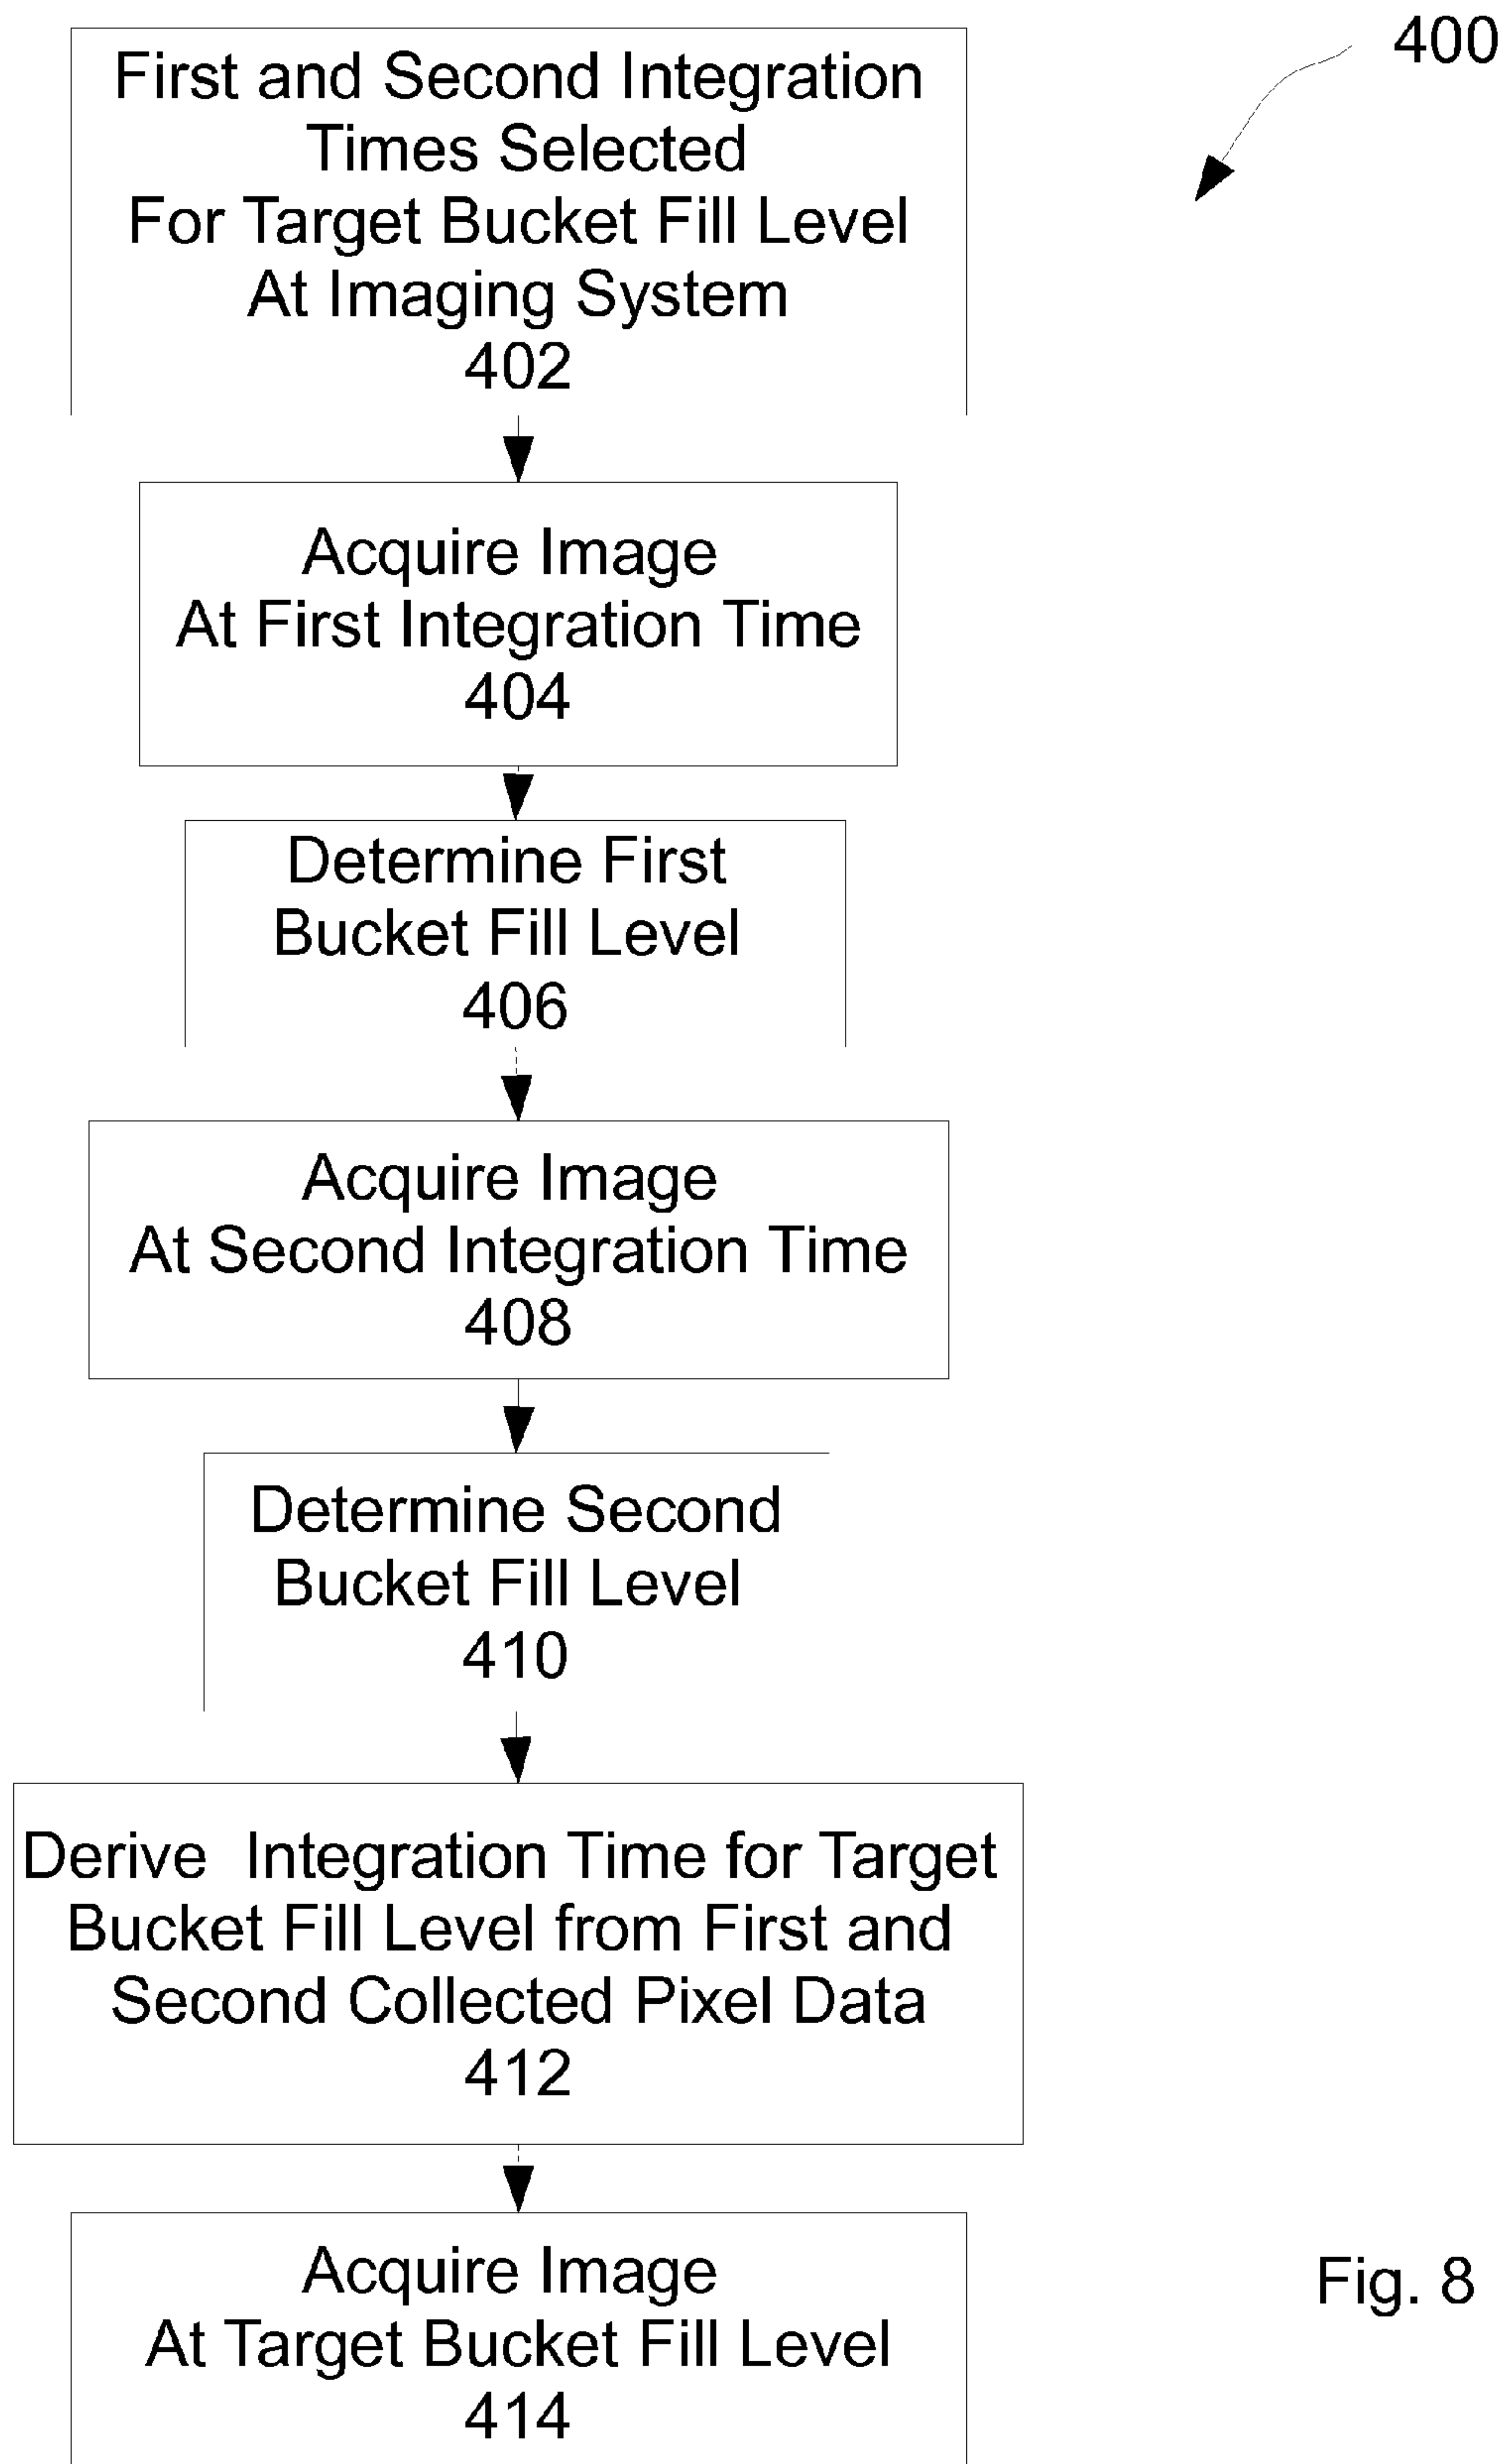 400
First and Second Integration
Times Selected
For Target Bucket Fill Level
At Imaging System
402
Acquire Image
At First Integration Time
404
Determine First
Bucket Fill Level
406
Acquire Image
At Second Integration Time
408
Determine Second
Bucket Fill Level
410
Derive Integration Time for Target
Bucket Fill Level from First and
Second Collected Pixel Data
412
Acquire Image
At Target Bucket Fill Level
414
Fig. 8